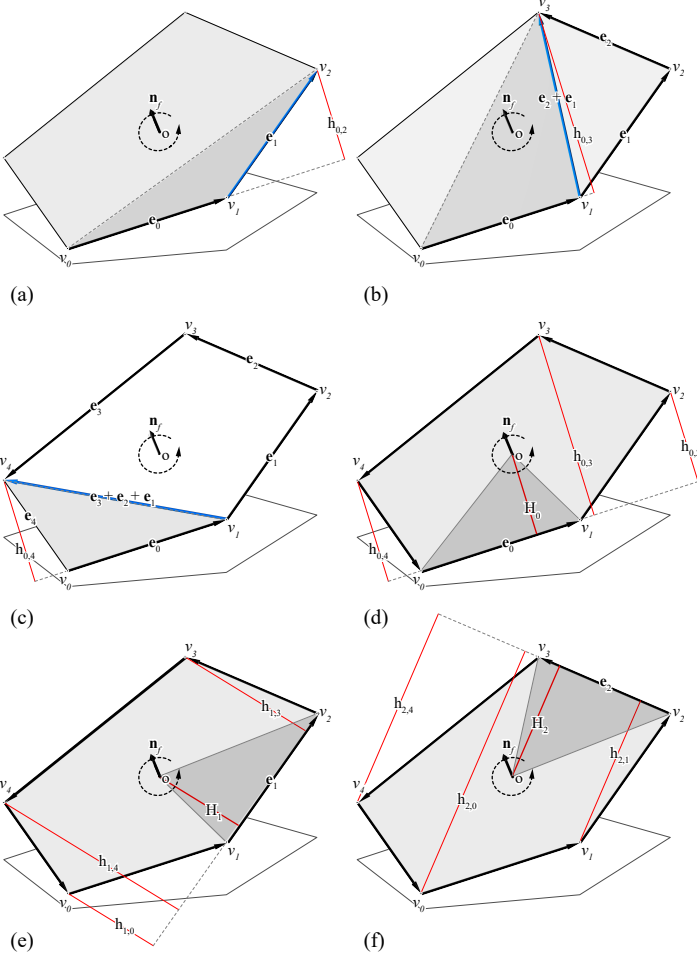 v3
v2
e2
nf
o
e1
h0,2
e2 + e1
h0,3
e1
v1
e0
v0
v1
e0
v0
(a)
(b)
v3
e2
v2
e3
nf
o
e1
v4
e3 + e2 + e1
e4
v1
e0
h0,4
v0
v3
v2
nf
o
h0,3
v4
H0
v1
e0
h0,4
v0
(c)
(d)
v3
h1,3
v2
nf
o
e1
v4
H1
v1
h1,4
v0
h1,0
v3
e2
h2,4
v2
H2
nf
o
h2,1
v4
h2,0
v1
v0
(e)
(f)